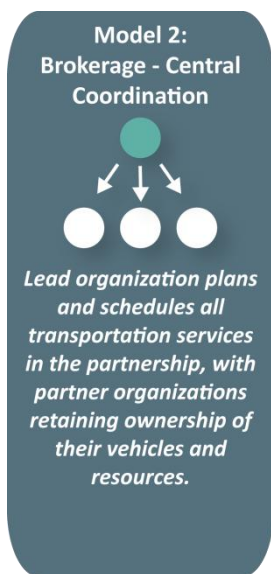 Model 2:
Brokerage - Central
Coordination
Lead organization plans
and schedules all
transportation services
in the partnership, with
partner organizations
retaining ownership of
their vehicles and
resources.